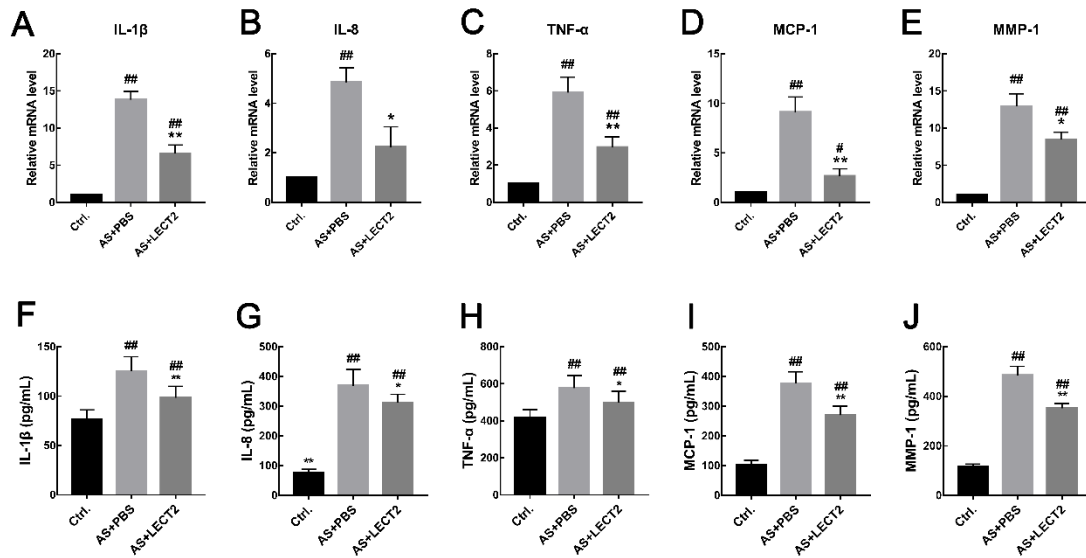 A
IL-1β
Relative mRNA level
20
15
10
5
0
##
##
**
Ctrl.
AS+PBS
AS+LECT2
B
IL-8
Relative mRNA level
6
4
2
0
##
*
Ctrl.
AS+PBS
AS+LECT2
C
TNF-α
Relative mRNA level
8
6
4
2
0
##
##
**
Ctrl.
AS+PBS
AS+LECT2
D
MCP-1
Relative mRNA level
15
10
5
0
##
#
**
Ctrl.
AS+PBS
AS+LECT2
E
MMP-1
Relative mRNA level
20
15
10
5
0
##
##
*
Ctrl.
AS+PBS
AS+LECT2
F
IL-1β (pg/mL)
150
100
50
0
##
##
**
Ctrl.
AS+PBS
AS+LECT2
G
IL-8 (pg/mL)
500
400
300
200
100
0
**
##
##
*
Ctrl.
AS+PBS
AS+LECT2
H
TNF-α (pg/mL)
800
600
400
200
0
##
##
*
Ctrl.
AS+PBS
AS+LECT2
I
MCP-1 (pg/mL)
500
400
300
200
100
0
##
##
**
Ctrl.
AS+PBS
AS+LECT2
J
MMP-1 (pg/mL)
600
400
200
0
##
##
**
Ctrl.
AS+PBS
AS+LECT2